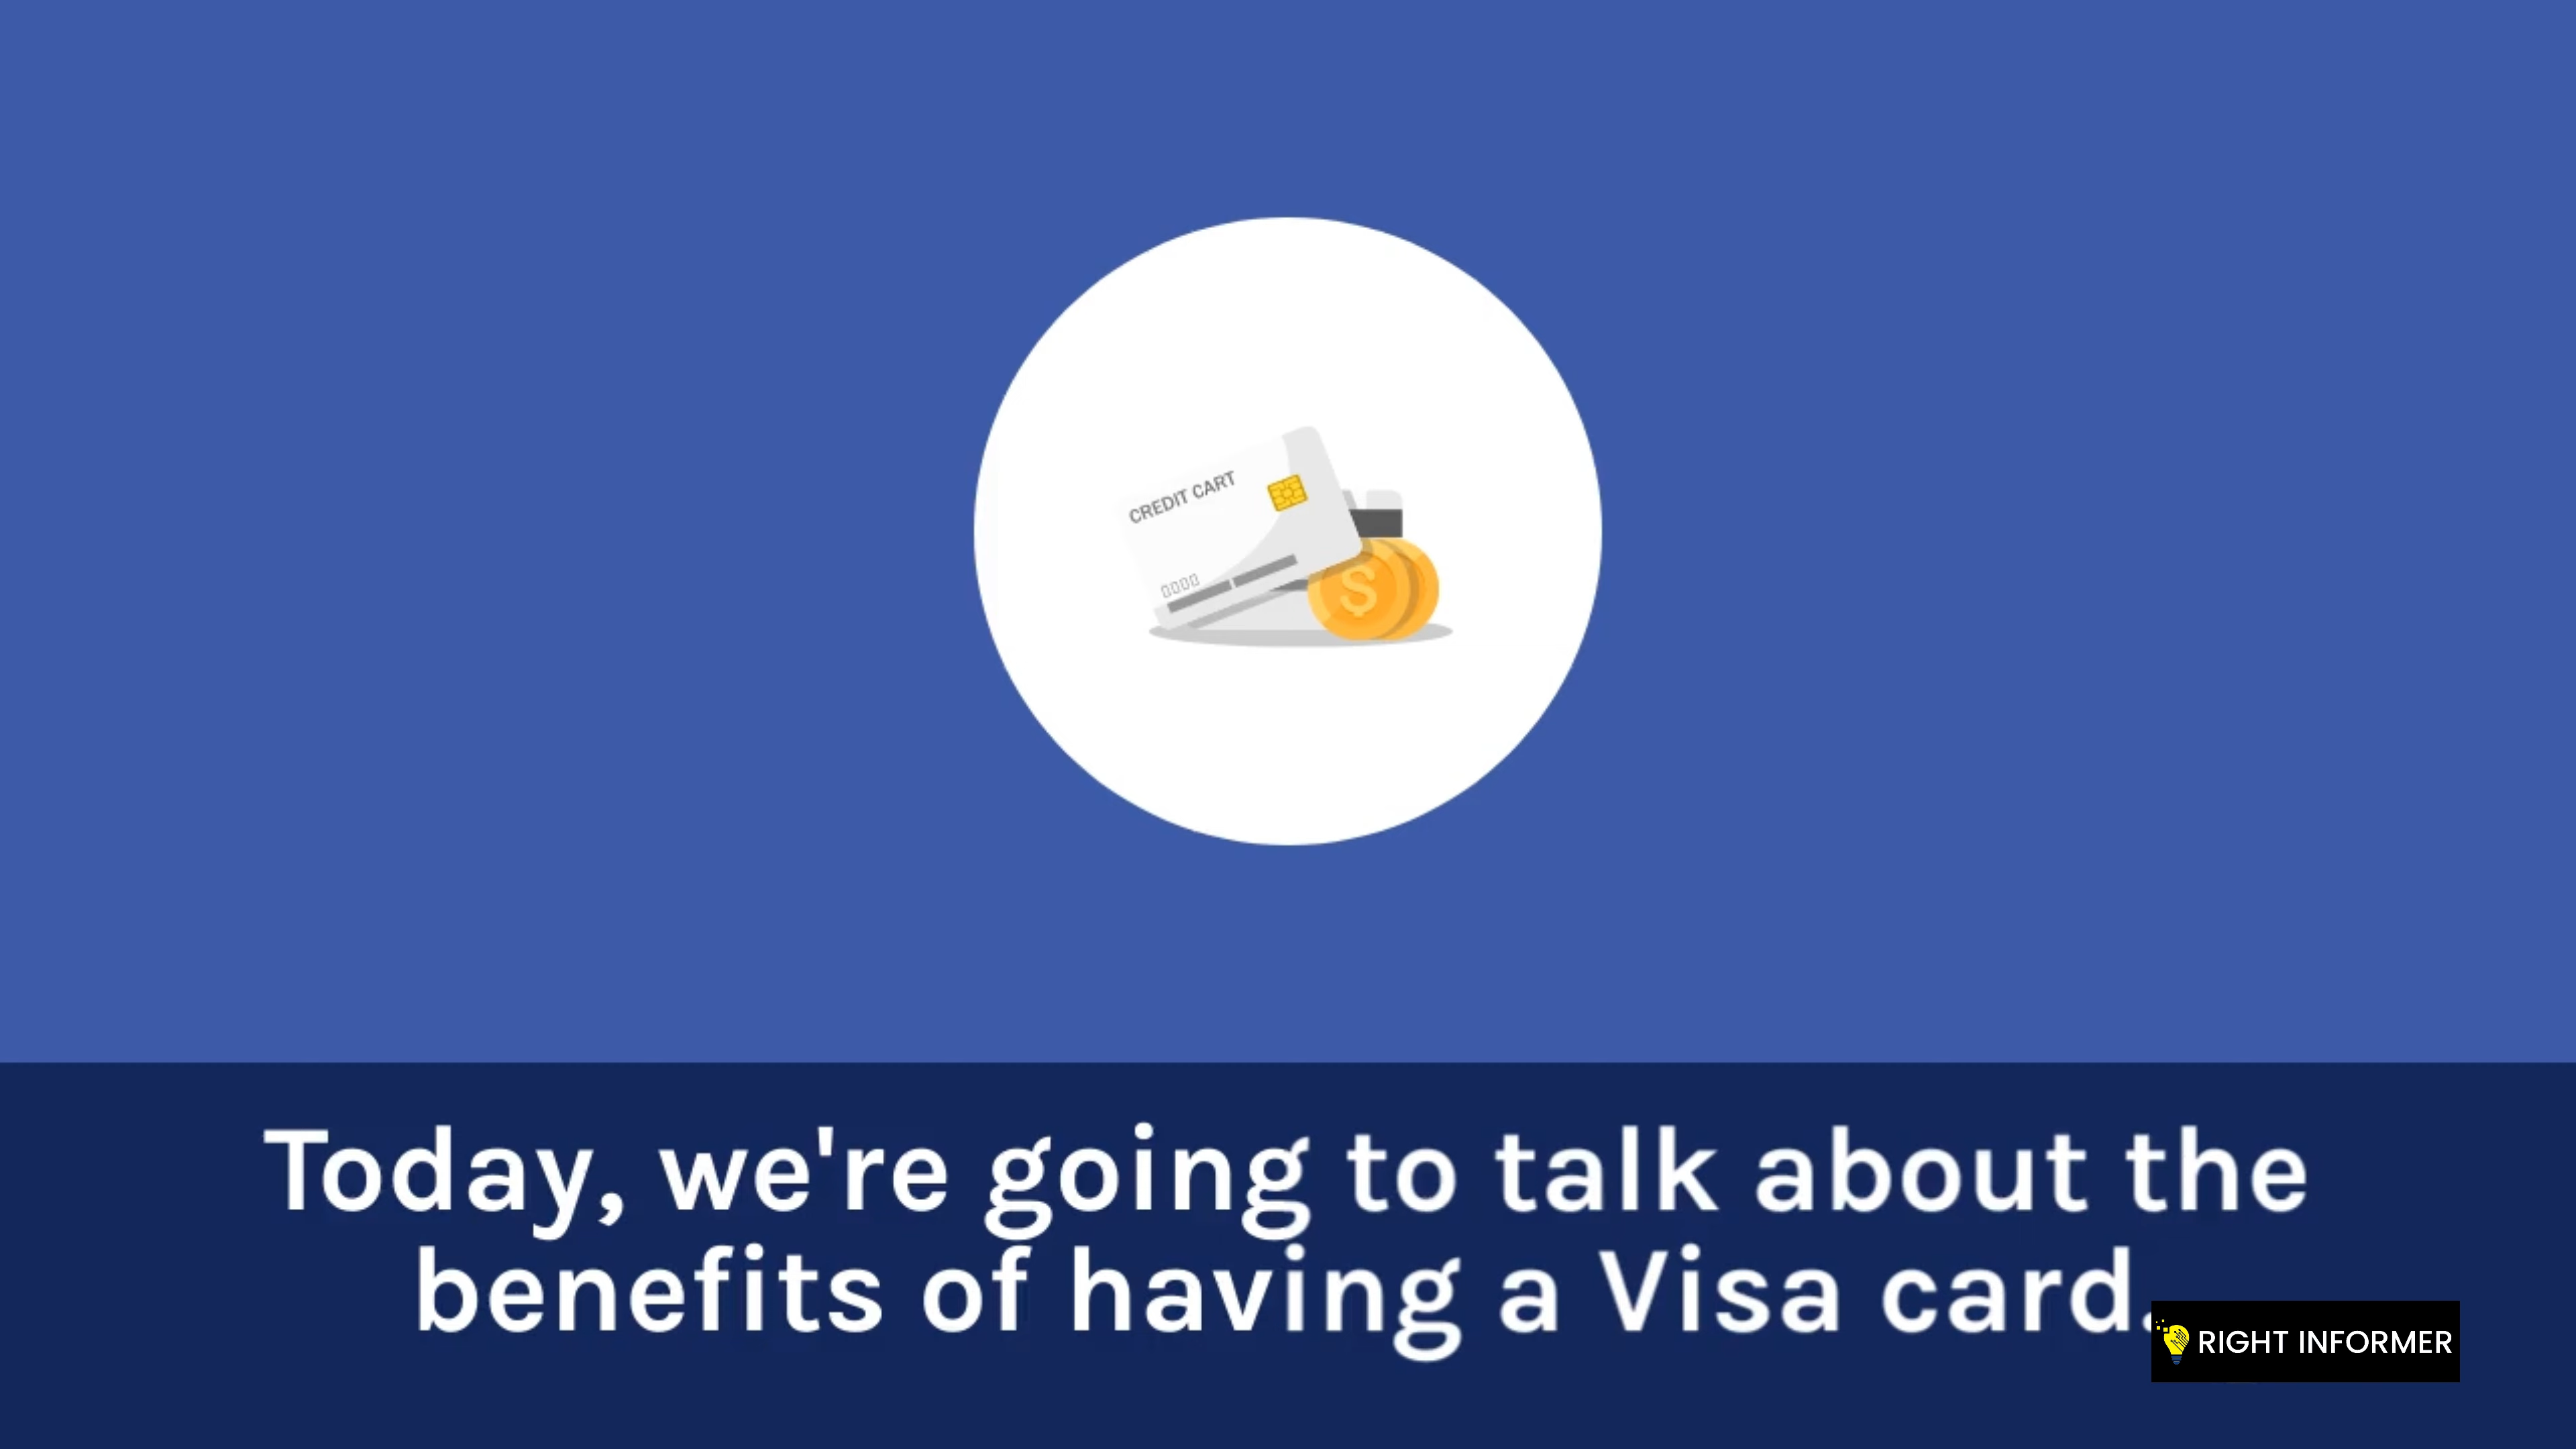 CREDIT CART
$
Today, we're going to talk about the
benefits of having a Visa card.
RIGHT INFORMER